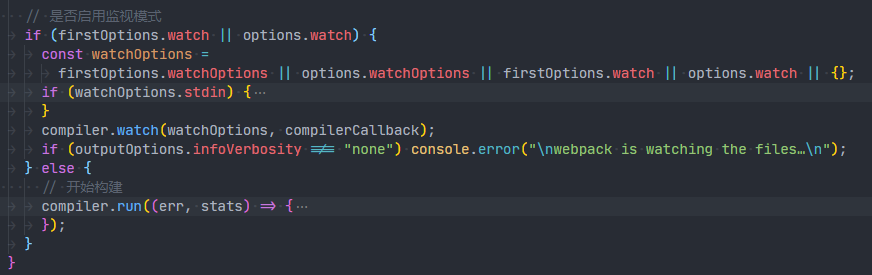 // 是否启用监视模式
if (firstOptions.watch || options.watch) {
const watchOptions =
firstOptions.watchOptions || options.watchOptions || firstOptions.watch || options.watch || {};
if (watchOptions.stdin) {…
}
compiler.watch(watchOptions, compilerCallback);
if (outputOptions.infoVerbosity !== "none") console.error("\nwebpack is watching the files…\n");
} else {
// 开始构建
compiler.run((err, stats) => {…
});
}
}